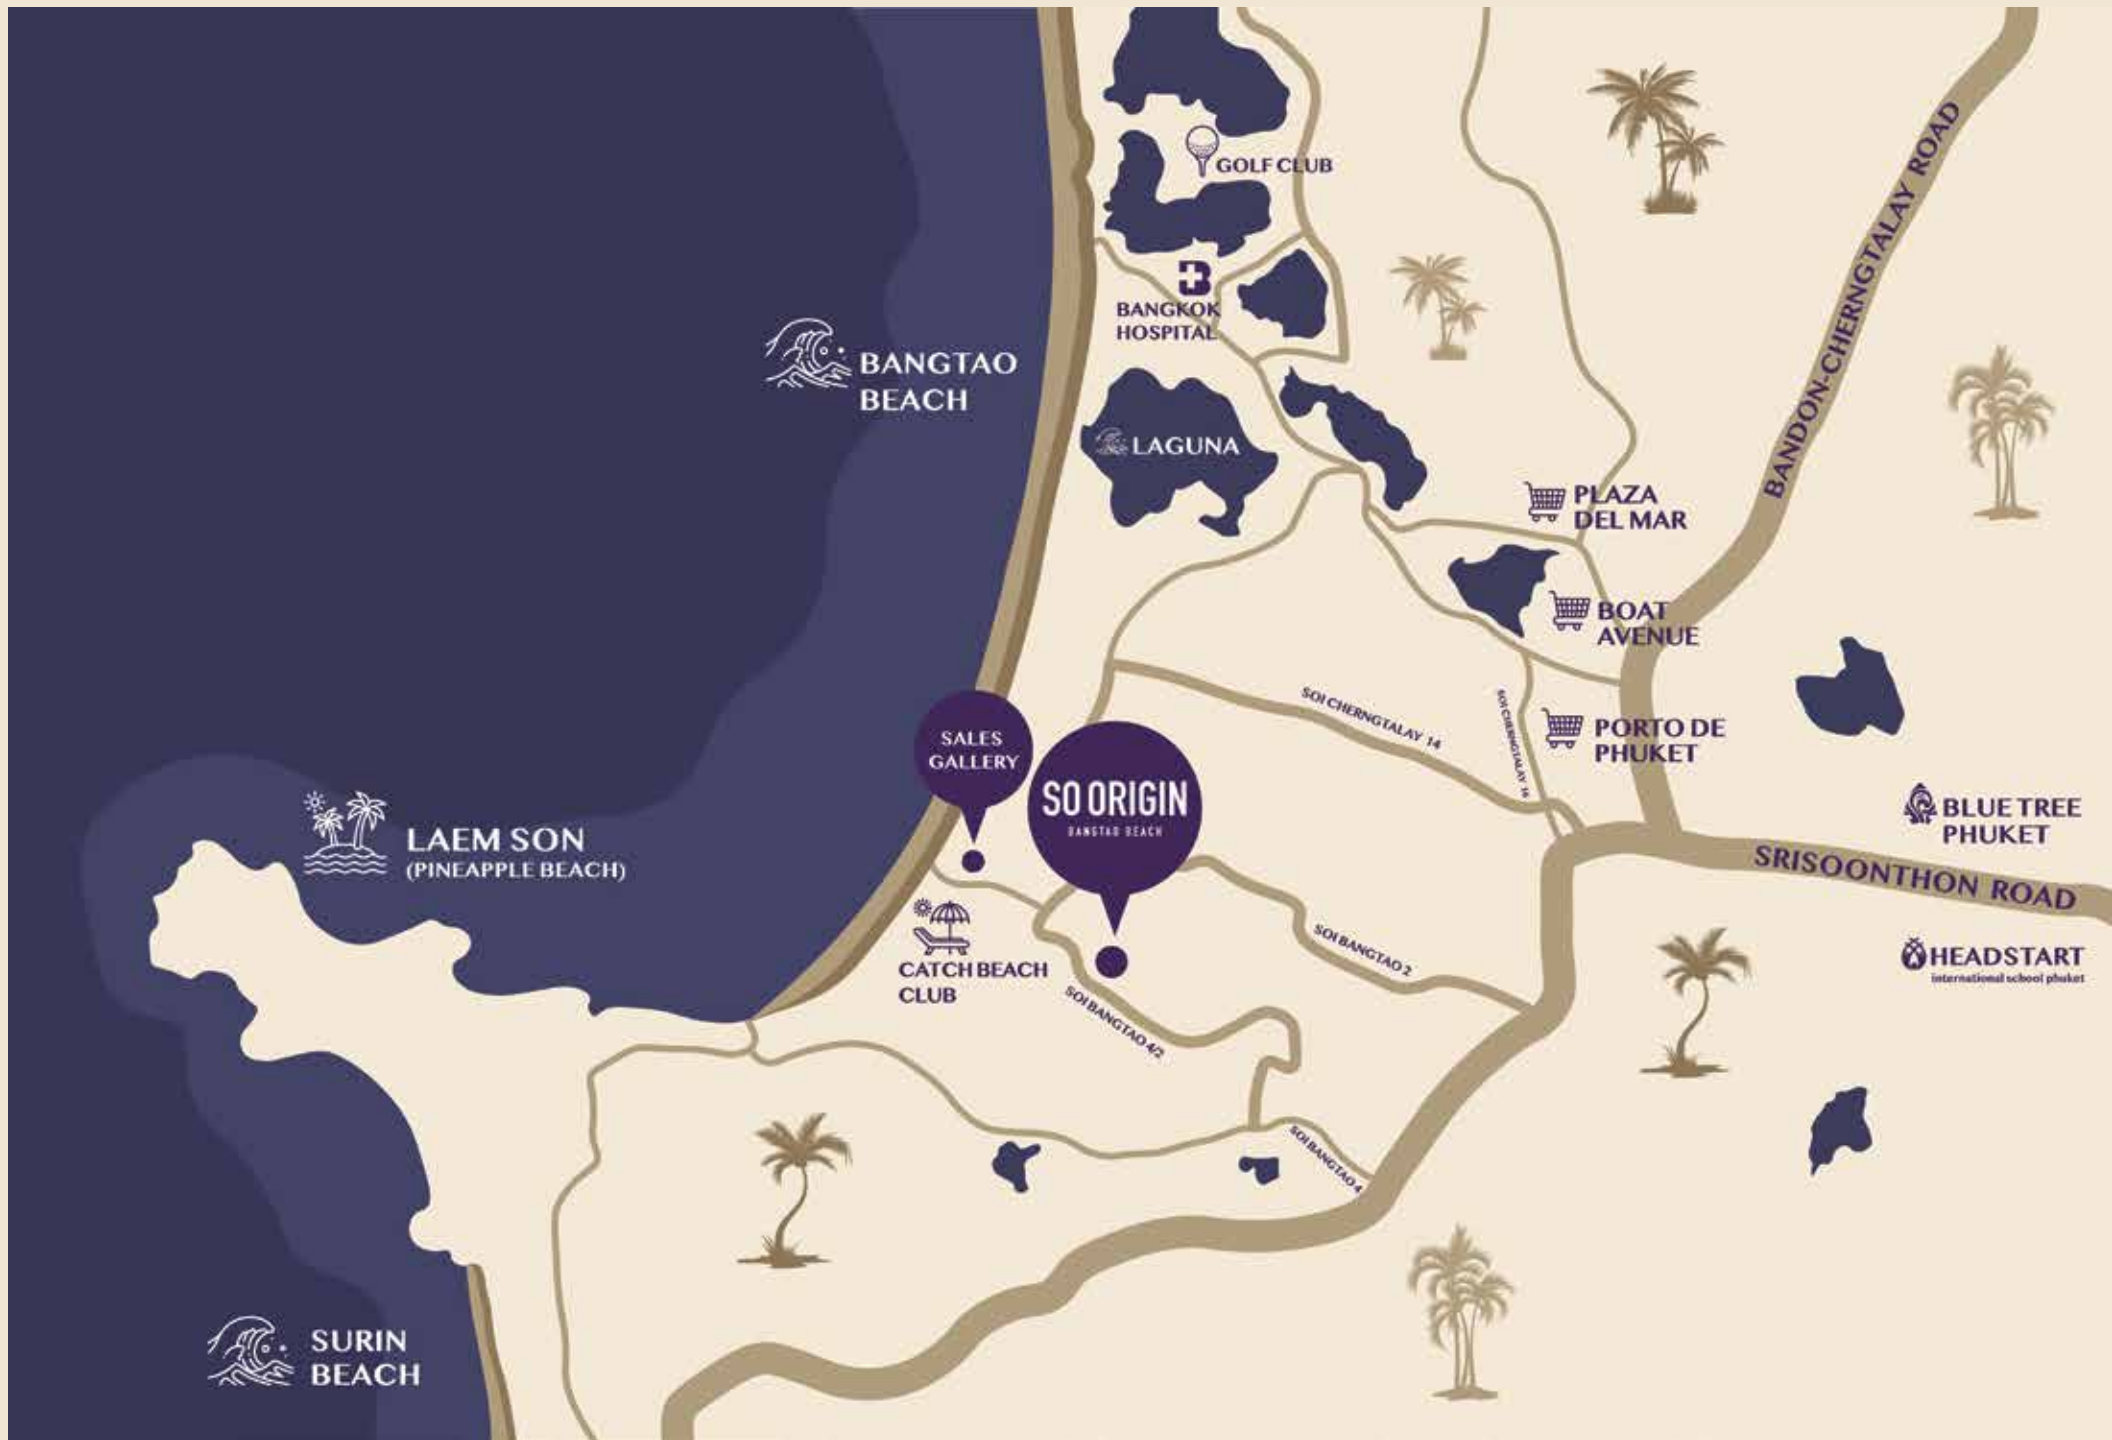 GOLF CLUB
BANDON-CHERNGTALAY ROAD
BANGKOK
HOSPITAL
BANGTAO
BEACH
LAGUNA
PLAZA
DEL MAR
BOAT
AVENUE
SOI CHERNGTALAY 14
SOI CHERNGTALAY 16
PORTO DE
PHUKET
SALES
GALLERY
SO ORIGIN
BANGTAO BEACH
BLUE TREE
PHUKET
LAEM SON
(PINEAPPLE BEACH)
SRISOONTHON ROAD
CATCH BEACH
CLUB
SOI BANGTAO 2
HEADSTART
international school phuket
SOI BANGTAO 4/2
SOI BANGTAO 4
SURIN
BEACH